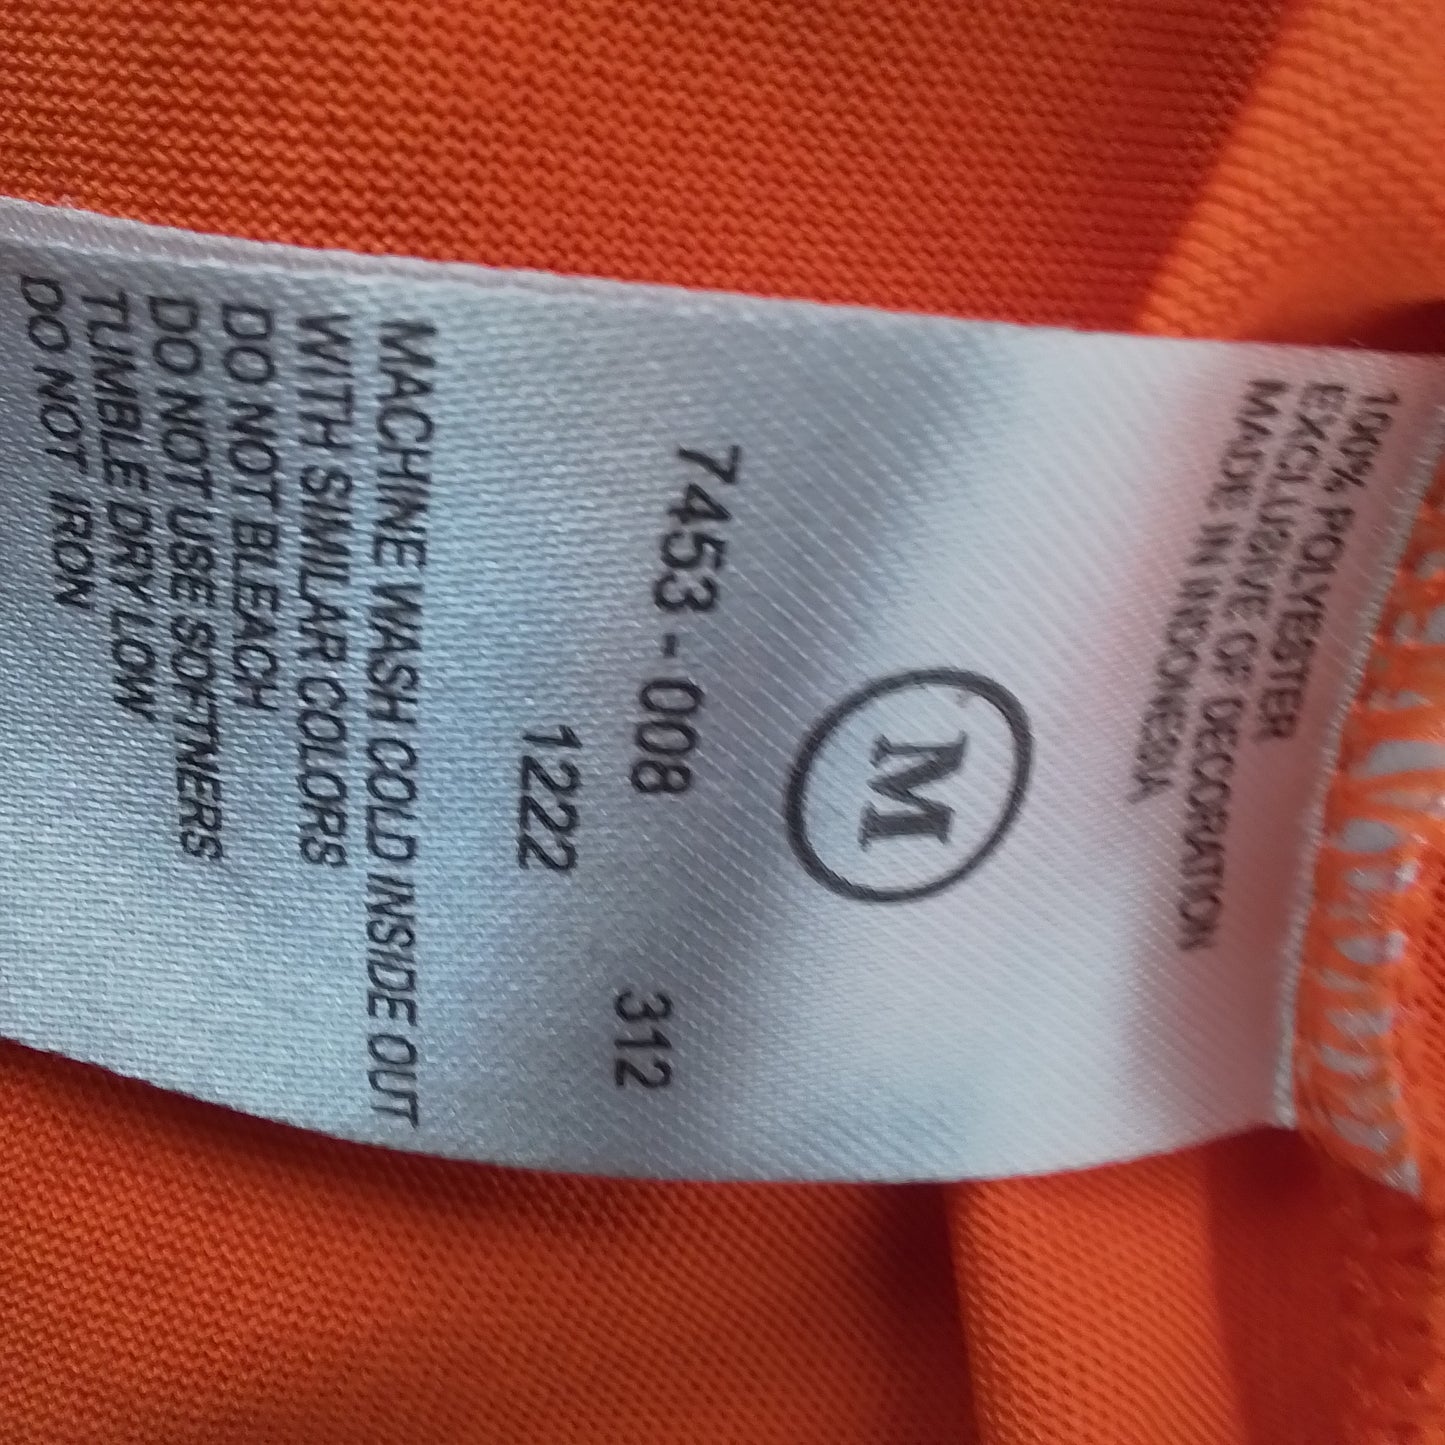 100% POLYESTER
EXCLUSIVE OF DECORATION
MADE IN INDONESIA
M
7453-008 312
1222
MACHINE WASH COLD INSIDE OUT
WITH SIMILAR COLORS
DO NOT BLEACH
DO NOT USE SOFTNERS
TUMBLE DRY LOW
DO NOT IRON